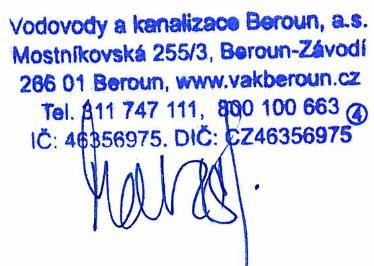 Vodovody a kanalizace Beroun, a.s.
Mostníkovská 255/3, Beroun-Závodí
266 01 Beroun, www.vakberoun.cz
Tel. 311 747 111, 800 100 663 ④
IČ: 46356975. DIČ: CZ46356975